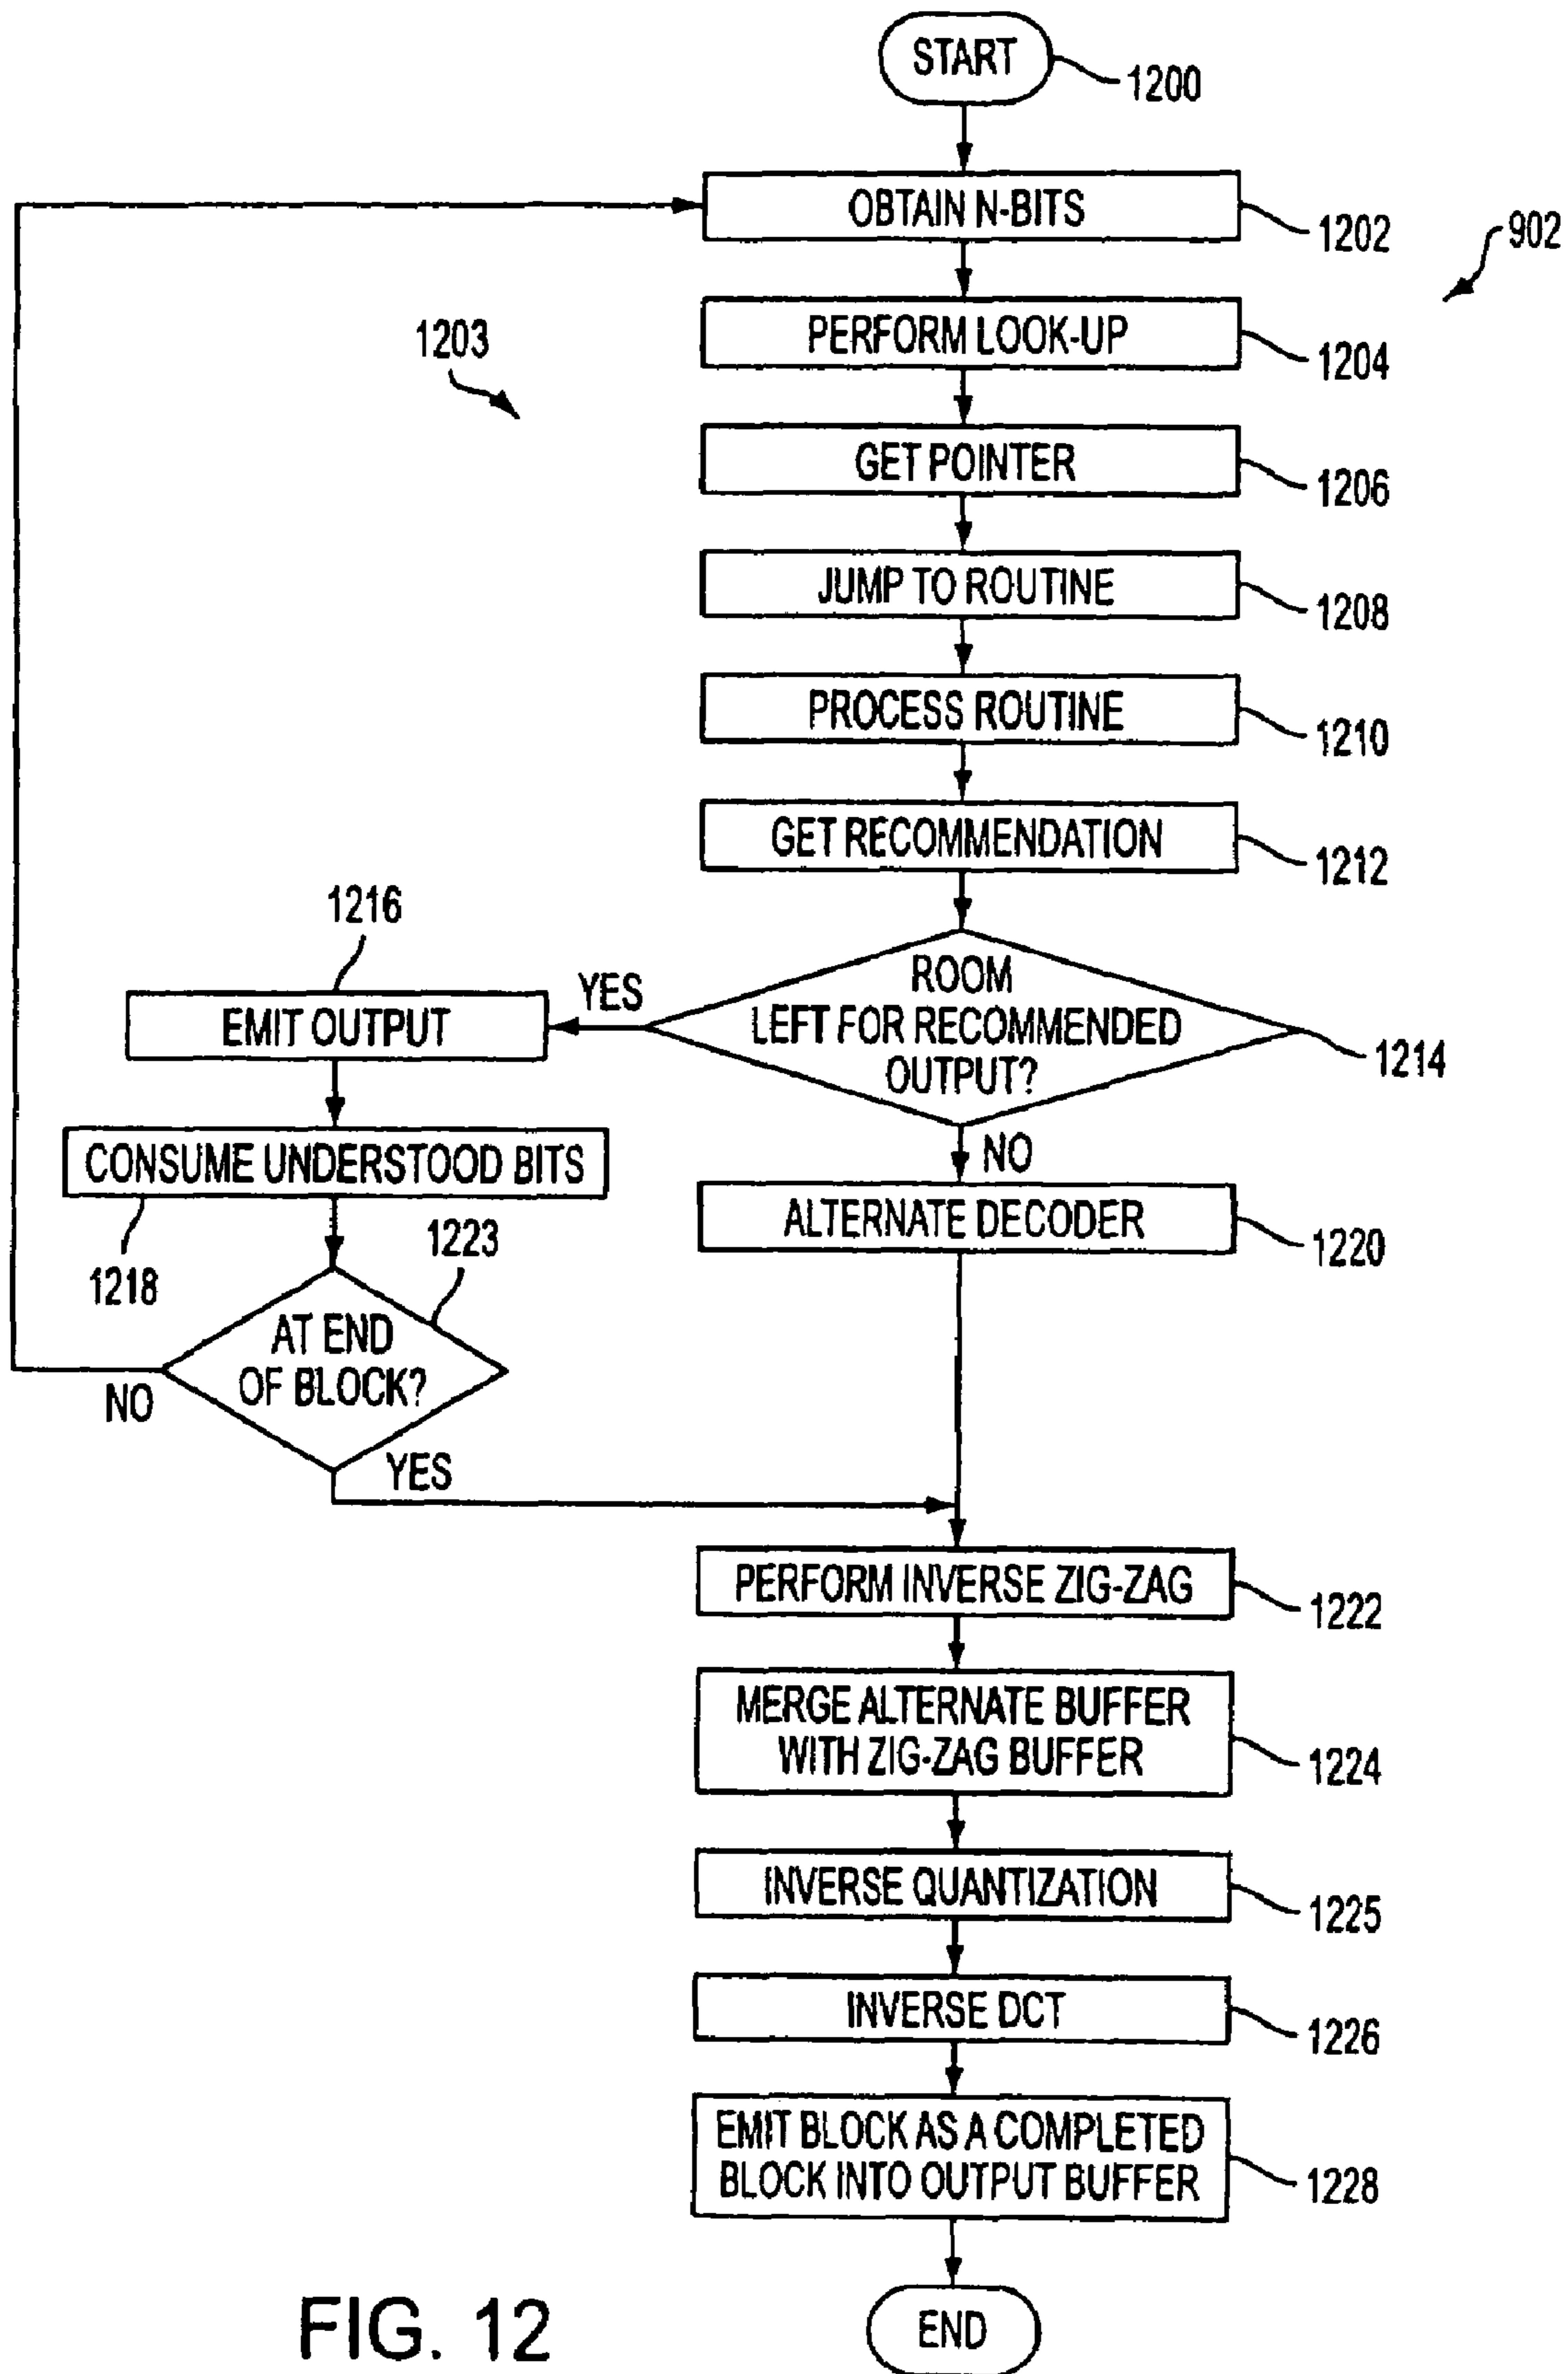 START
1200
OBTAIN N-BITS
1202
902
PERFORM LOOK-UP
1204
1203
GET POINTER
1206
JUMP TO ROUTINE
1208
PROCESS ROUTINE
1210
GET RECOMMENDATION
1212
1216
ROOM
LEFT FOR RECOMMENDED
OUTPUT?
1214
YES
EMIT OUTPUT
NO
CONSUME UNDERSTOOD BITS
1218
ALTERNATE DECODER
1220
1223
AT END
OF BLOCK?
NO
YES
PERFORM INVERSE ZIG-ZAG
1222
MERGE ALTERNATE BUFFER
WITH ZIG-ZAG BUFFER
1224
INVERSE QUANTIZATION
1225
INVERSE DCT
1226
EMIT BLOCK AS A COMPLETED
BLOCK INTO OUTPUT BUFFER
1228
END
FIG. 12